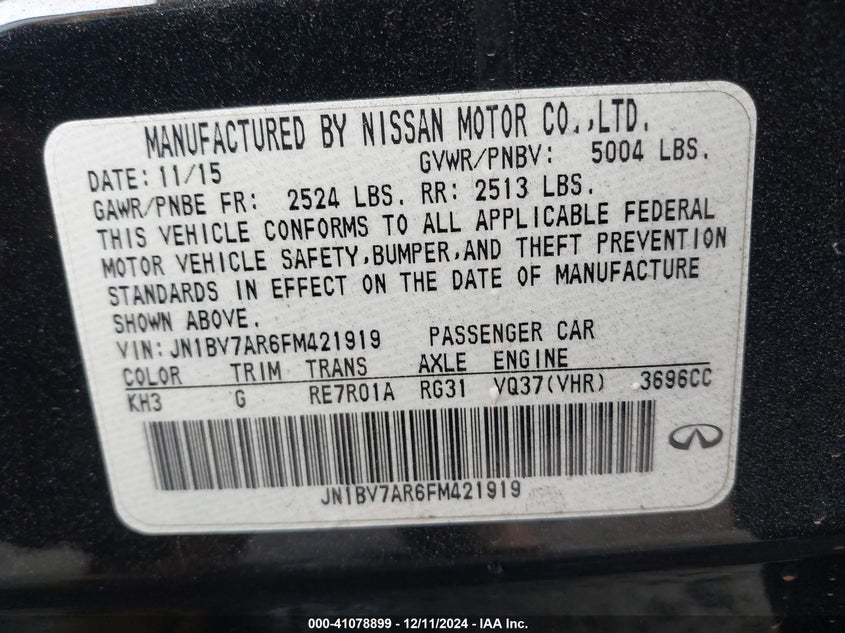 MANUFACTURED BY NISSAN MOTOR CO.,LTD.
DATE: 11/15 GVWR/PNBV: 5004 LBS.
GAWR/PNBE FR: 2524 LBS. RR: 2513 LBS.
THIS VEHICLE CONFORMS TO ALL APPLICABLE FEDERAL
MOTOR VEHICLE SAFETY,BUMPER,AND THEFT PREVENTION
STANDARDS IN EFFECT ON THE DATE OF MANUFACTURE
SHOWN ABOVE.
VIN: JN1BV7AR6FM421919 PASSENGER CAR
COLOR TRIM TRANS AXLE ENGINE
KH3 G RE7R01A RG31 VQ37(VHR) 3696CC
JN1BV7AR6FM421919
000-41078899 - 12/11/2024 - IAA Inc.